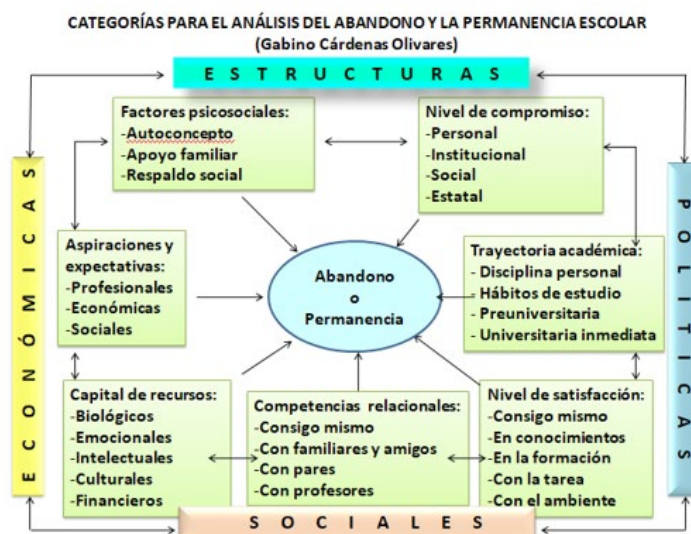 CATEGORÍAS PARA EL ANÁLISIS DEL ABANDONO Y LA PERMANENCIA ESCOLAR
(Gabino Cárdenas Olivares)
E S T R U C T U R A S
Factores psicosociales:
-Autoconcepto
-Apoyo familiar
-Respaldo social
Nivel de compromiso:
-Personal
-Institucional
-Social
-Estatal
E C O N Ó M I C A S
P O L I T I C A S
Aspiraciones y
expectativas:
-Profesionales
-Económicas
-Sociales
Abandono
o
Permanencia
Trayectoria académica:
- Disciplina personal
- Hábitos de estudio
- Preuniversitaria
- Universitaria inmediata
Capital de recursos:
-Biológicos
-Emocionales
-Intelectuales
-Culturales
-Financieros
Competencias relacionales:
-Consigo mismo
-Con familiares y amigos
-Con pares
-Con profesores
Nivel de satisfacción:
-Consigo mismo
-En conocimientos
-En la formación
-Con la tarea
-Con el ambiente
S O C I A L E S